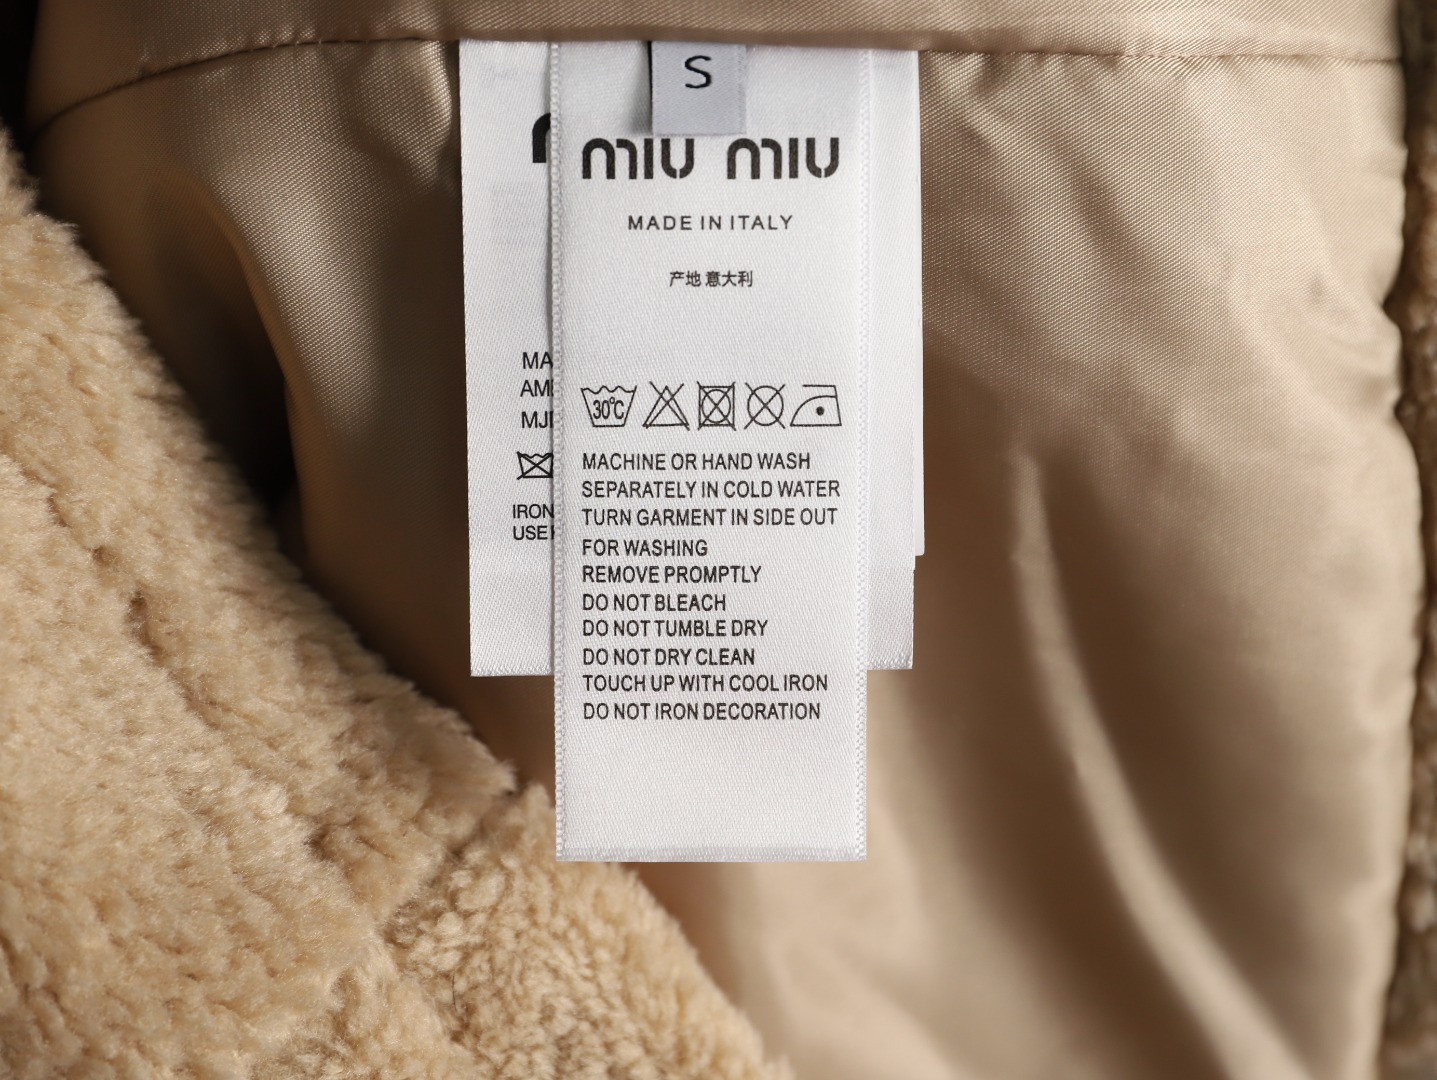 S
miu miu
MADE IN ITALY
产地 意大利
30℃
MACHINE OR HAND WASH
SEPARATELY IN COLD WATER
TURN GARMENT IN SIDE OUT
FOR WASHING
REMOVE PROMPTLY
DO NOT BLEACH
DO NOT TUMBLE DRY
DO NOT DRY CLEAN
TOUCH UP WITH COOL IRON
DO NOT IRON DECORATION
IRON
USE